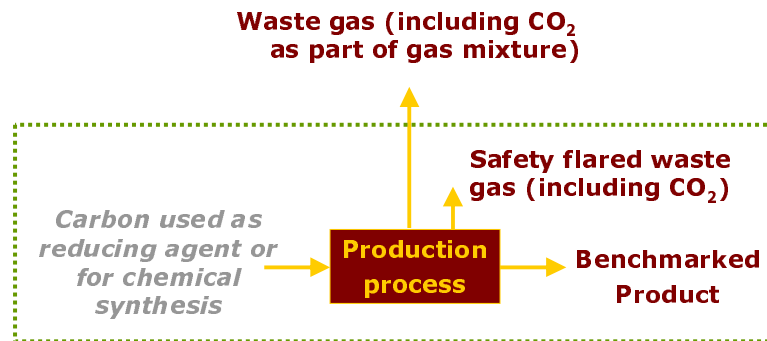 Waste gas (including CO₂
as part of gas mixture)
Safety flared waste
gas (including CO₂)
Carbon used as
reducing agent or
for chemical
synthesis
Production
process
Benchmarked
Product